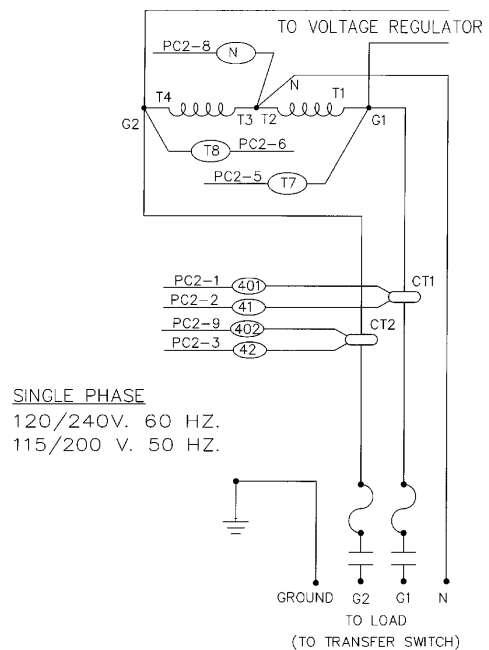 TO VOLTAGE REGULATOR
PC2-8 N
N
T4 T3 T2 T1
G2 G1
T8 PC2-6
PC2-5 T7
PC2-1 401 CT1
PC2-2 41
PC2-9 402 CT2
PC2-3 42
SINGLE PHASE
120/240V. 60 HZ.
115/200 V. 50 HZ.
GROUND G2 G1 N
TO LOAD
(TO TRANSFER SWITCH)